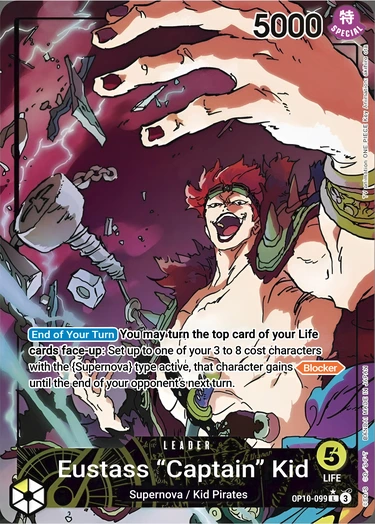 5000
特
SPECIAL
End of Your Turn You may turn the top card of your Life
cards face-up: Set up to one of your 3 to 8 cost characters
with the {Supernova} type active, that character gains Blocker
until the end of your opponent's next turn.
LEADER
Eustass “Captain” Kid
5
LIFE
Supernova / Kid Pirates
OP10-099 L 3
MADE IN JAPAN